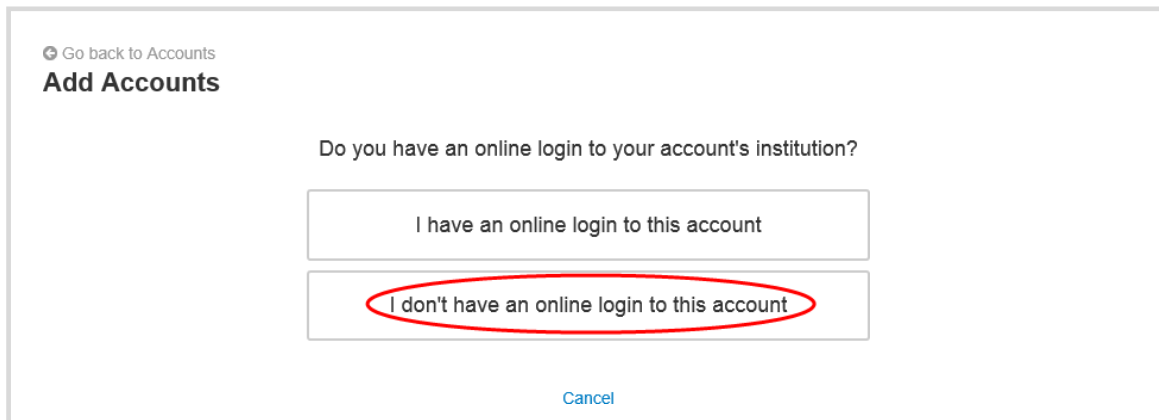 Go back to Accounts
Add Accounts
Do you have an online login to your account's institution?
I have an online login to this account
I don't have an online login to this account
Cancel